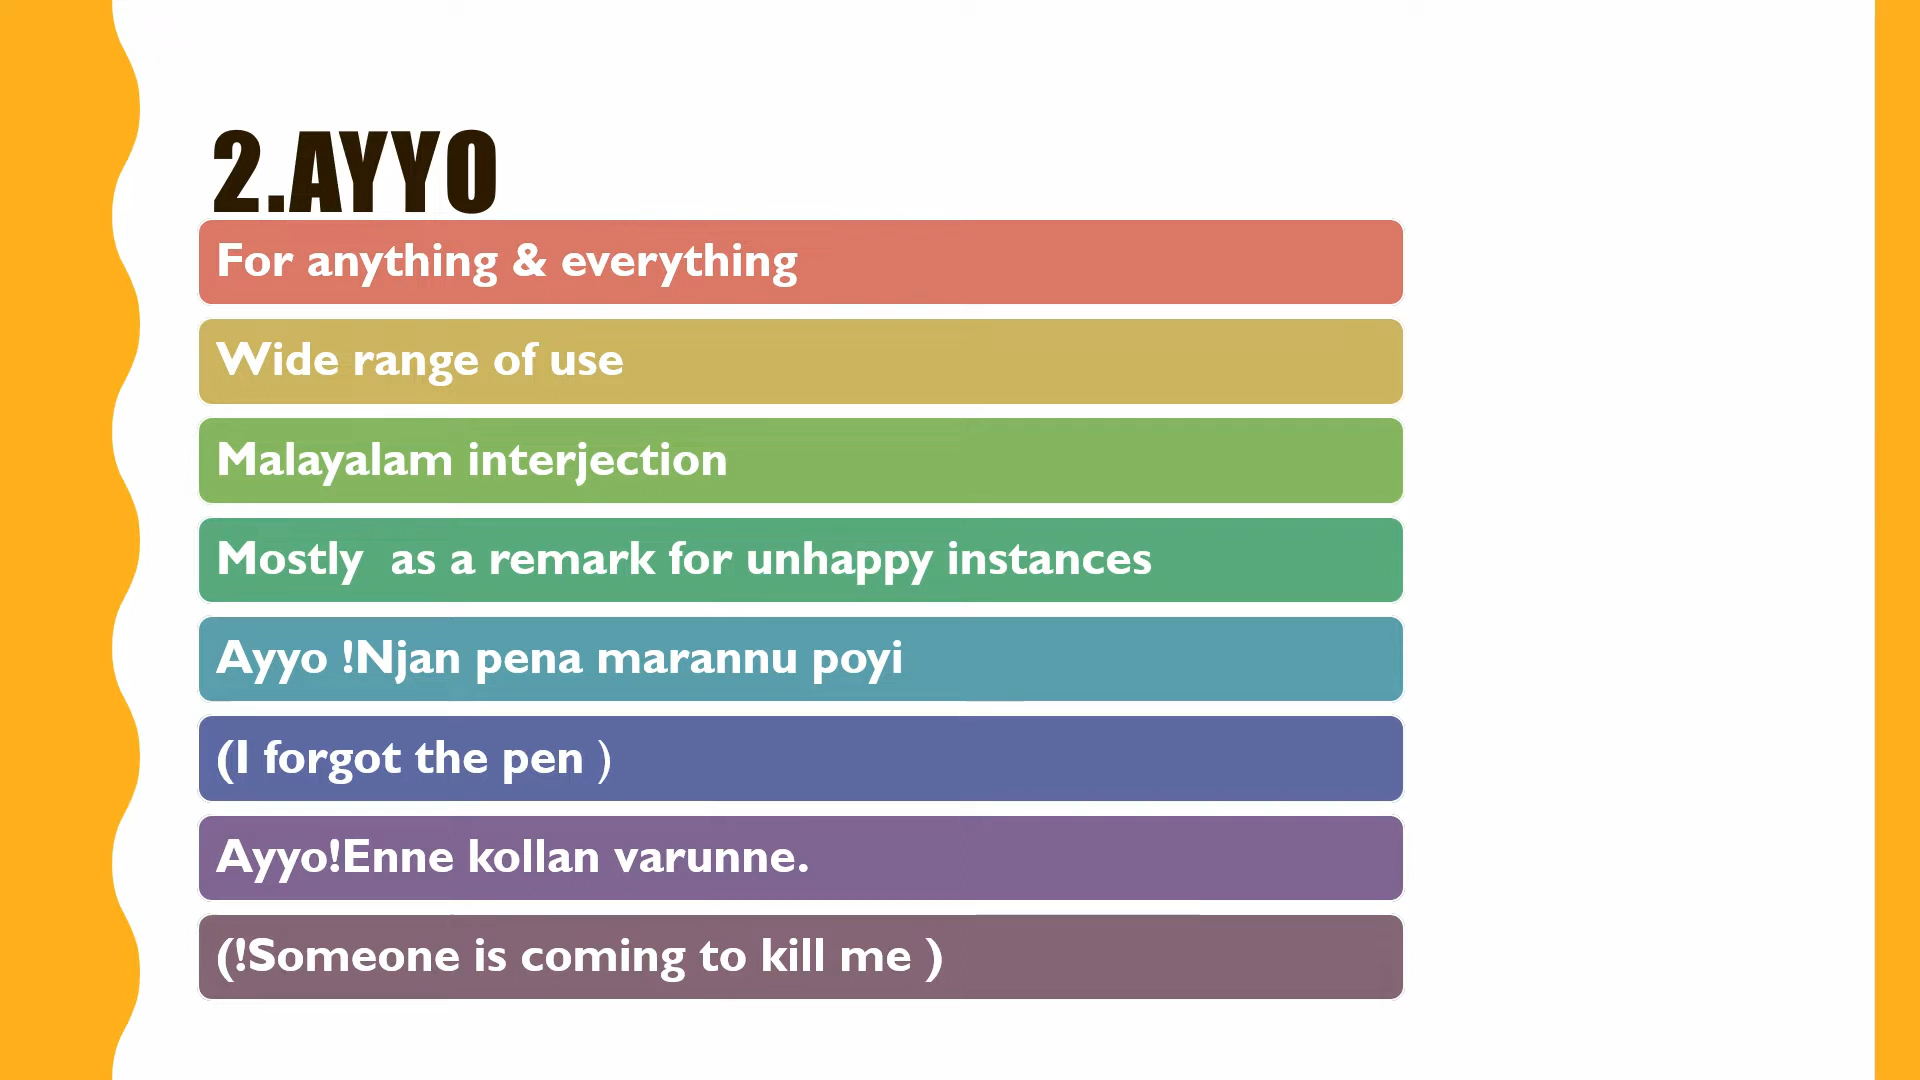 2.AYYO
For anything & everything
Wide range of use
Malayalam interjection
Mostly  as a remark for unhappy instances
Ayyo !Njan pena marannu poyi
(I forgot the pen )
Ayyo!Enne kollan varunne.
(!Someone is coming to kill me )